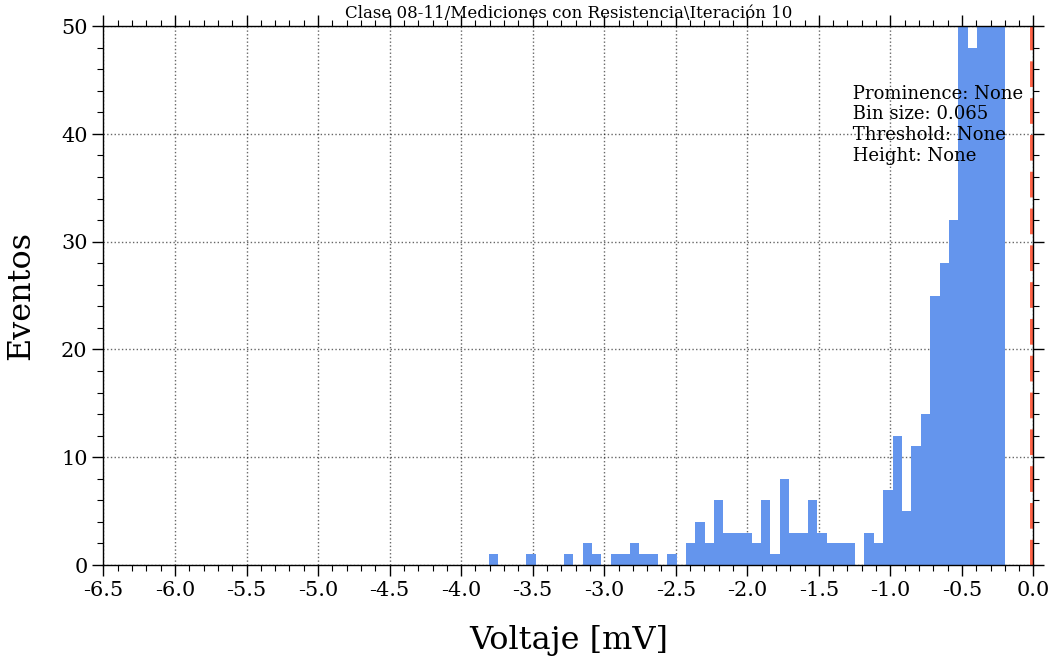 Clase 08-11/Mediciones con Resistencia\Iteración 10
50
40
30
20
10
0
Eventos
Prominence: None
Bin size: 0.065
Threshold: None
Height: None
-6.5 -6.0 -5.5 -5.0 -4.5 -4.0 -3.5 -3.0 -2.5 -2.0 -1.5 -1.0 -0.5 0.0
Voltaje [mV]